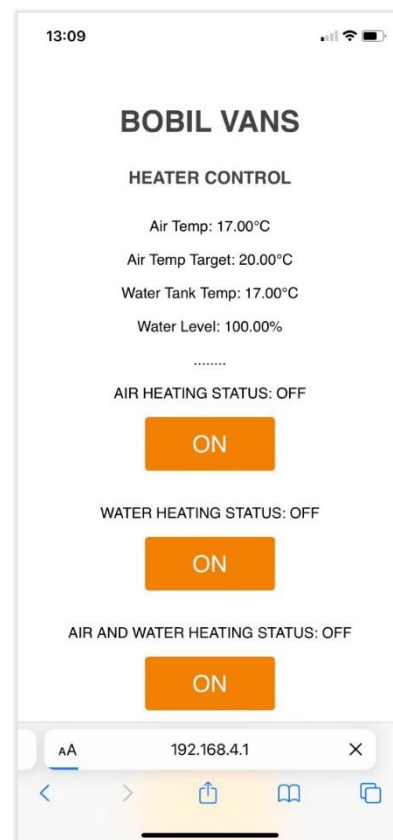 13:09
BOBIL VANS
HEATER CONTROL
Air Temp: 17.00°C
Air Temp Target: 20.00°C
Water Tank Temp: 17.00°C
Water Level: 100.00%
........
AIR HEATING STATUS: OFF
ON
WATER HEATING STATUS: OFF
ON
AIR AND WATER HEATING STATUS: OFF
ON
AA 192.168.4.1